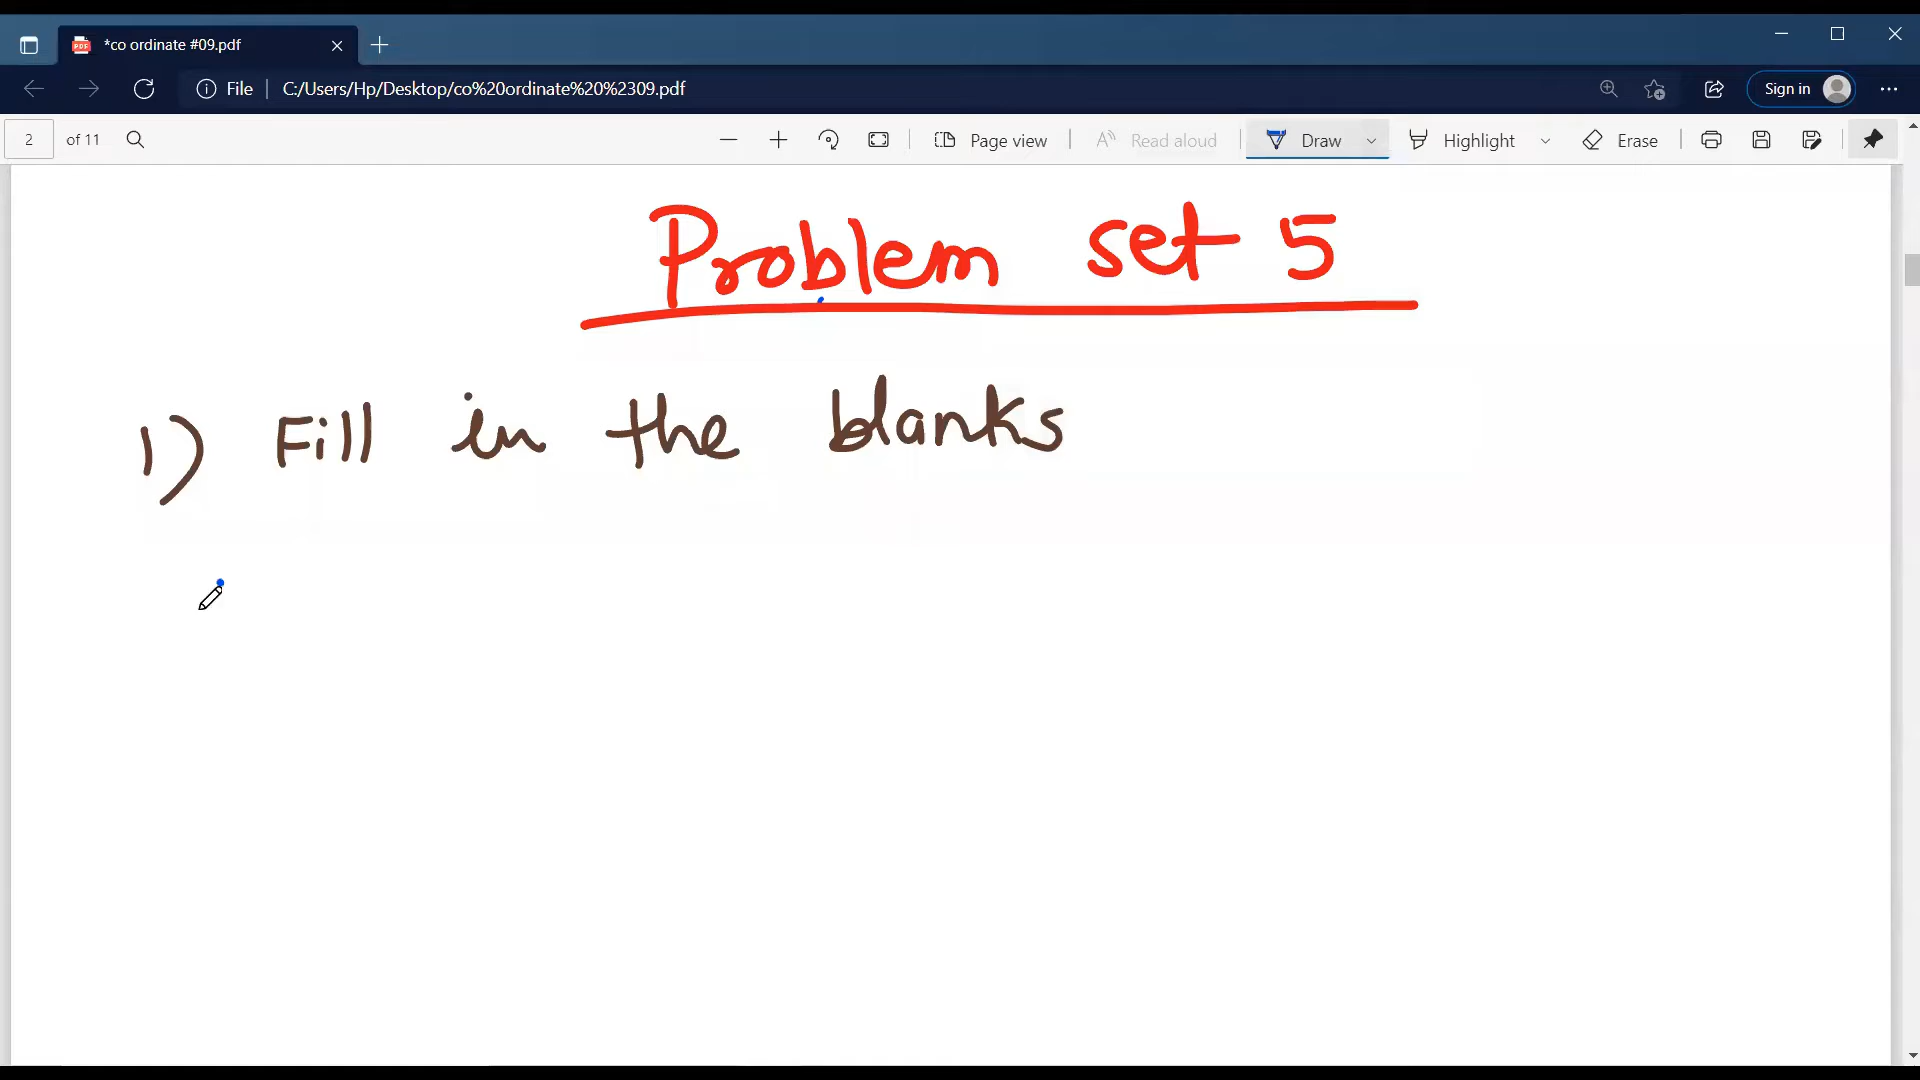 *co ordinate #09.pdf
File | C:/Users/Hp/Desktop/co%20ordinate%20%2309.pdf
Sign in
2 of 11
Page view
Read aloud
Draw
Highlight
Erase
Problem set 5
1) Fill in the blanks